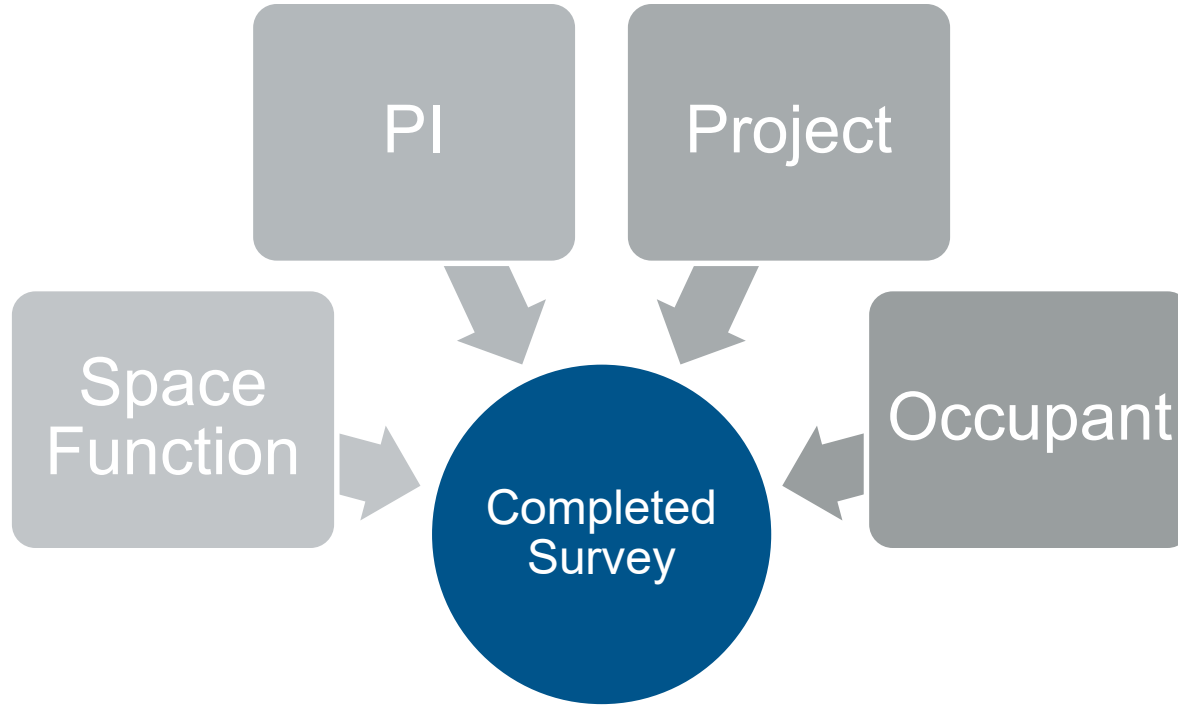 PI
Project
Space
Function
Occupant
Completed
Survey